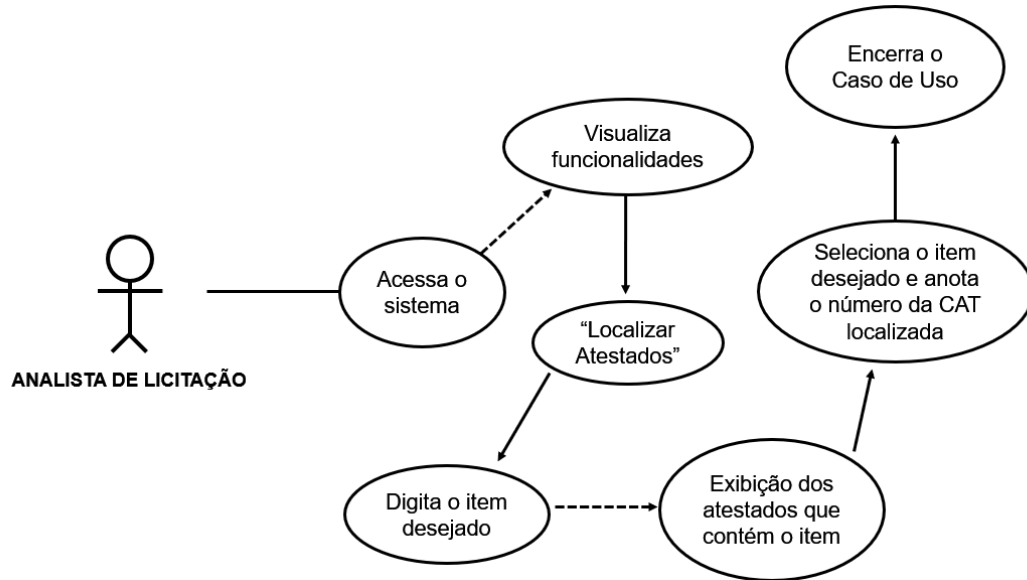 ANALISTA DE LICITAÇÃO
Acessa o
sistema
Visualiza
funcionalidades
“Localizar
Atestados”
Digita o item
desejado
Exibição dos
atestados que
contém o item
Seleciona o item
desejado e anota
o número da CAT
localizada
Encerra o
Caso de Uso